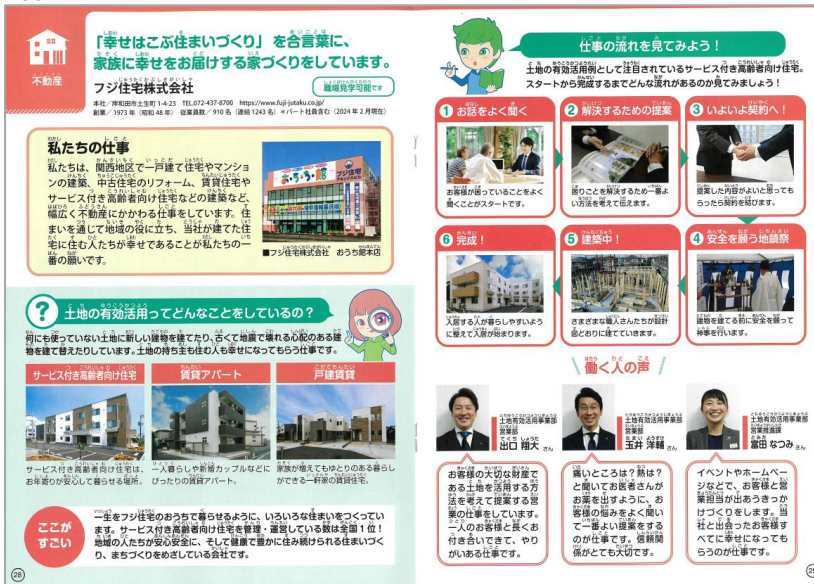 不動産
「幸せはこぶ住まいづくり」を合言葉に、
家族に幸せをお届けする家づくりをしています。
フジ住宅株式会社
職場見学可能です
本社／岸和田市土生町 1-4-23　TEL.072-437-8700　https://www.fuji-jutaku.co.jp/
創業／1973 年（昭和 48 年）　従業員数／910 名（連結 1243 名）＊パート社員含む（2024 年 2 月現在）
私たちの仕事
私たちは、関西地区で一戸建て住宅やマンショ
ンの建築、中古住宅のリフォーム、賃貸住宅や
サービス付き高齢者向け住宅などの建築など、
幅広く不動産にかかわる仕事をしています。住
まいを通じて地域の役に立ち、当社が建てた住
宅に住む人たちが幸せであることが私たちの一
番の願いです。
フジ住宅
■フジ住宅株式会社　おうち館本店
？ 土地の有効活用ってどんなことをしているの？
何にも使っていない土地に新しい建物を建てたり、古くて地震で壊れる心配のある建
物を建て替えたりしています。土地の持ち主も住む人も幸せになってもらう仕事です。
サービス付き高齢者向け住宅
サービス付き高齢者向け住宅は、
お年寄りが安心して暮らせる場所。
賃貸アパート
一人暮らしや新婚カップルなどに
ぴったりの賃貸アパート。
戸建賃貸
家族が増えてもゆとりのある暮らし
ができる一軒家の賃貸住宅。
ここが
すごい
一生をフジ住宅のおうちで暮らせるように、いろいろな住まいをつくってい
ます。サービス付き高齢者向け住宅を管理・運営している数は全国１位！
地域の人たちが安心安全に、そして健康で豊かに住み続けられる住まいづく
り、まちづくりをめざしている会社です。
28
仕事の流れを見てみよう！
土地の有効活用例として注目されているサービス付き高齢者向け住宅。
スタートから完成するまでどんな流れがあるのか見てみましょう！
1 お話をよく聞く
お客様が困っていることをよく
聞くことがスタートです。
2 解決するための提案
困りごとを解決するため一番よ
い方法を考えて伝えます。
3 いよいよ契約へ！
提案した内容がよいと思っても
らったら契約を結びます。
4 安全を願う地鎮祭
建物を建てる前に安全を願って
神事を行います。
5 建築中！
さまざまな職人さんたちが設計
図どおりに建てていきます。
6 完成！
入居する人が暮らしやすいよう
に整えて入居が始まります。
働く人の声
土地有効活用事業部
営業部
出口 翔大 さん
お客様の大切な財産で
ある土地を活用する方
法を考えて提案する営
業の仕事をしています。
一人のお客様と長くお
付き合いできて、やり
がいある仕事です。
土地有効活用事業部
営業部
玉井 洋輔 さん
痛いところは？熱は？
と聞いてお医者さんが
お薬を出すように、お
客様の悩みをよく聞い
て一番よい提案をする
のが仕事です。信頼関
係がとても大切です。
土地有効活用事業部
営業推進課
富田 なつみ さん
イベントやホームペー
ジなどで、お客様と営
業担当が出あうきっか
けづくりをします。当
社と出会ったお客様す
べてに幸せになっても
らうのが仕事です。
29